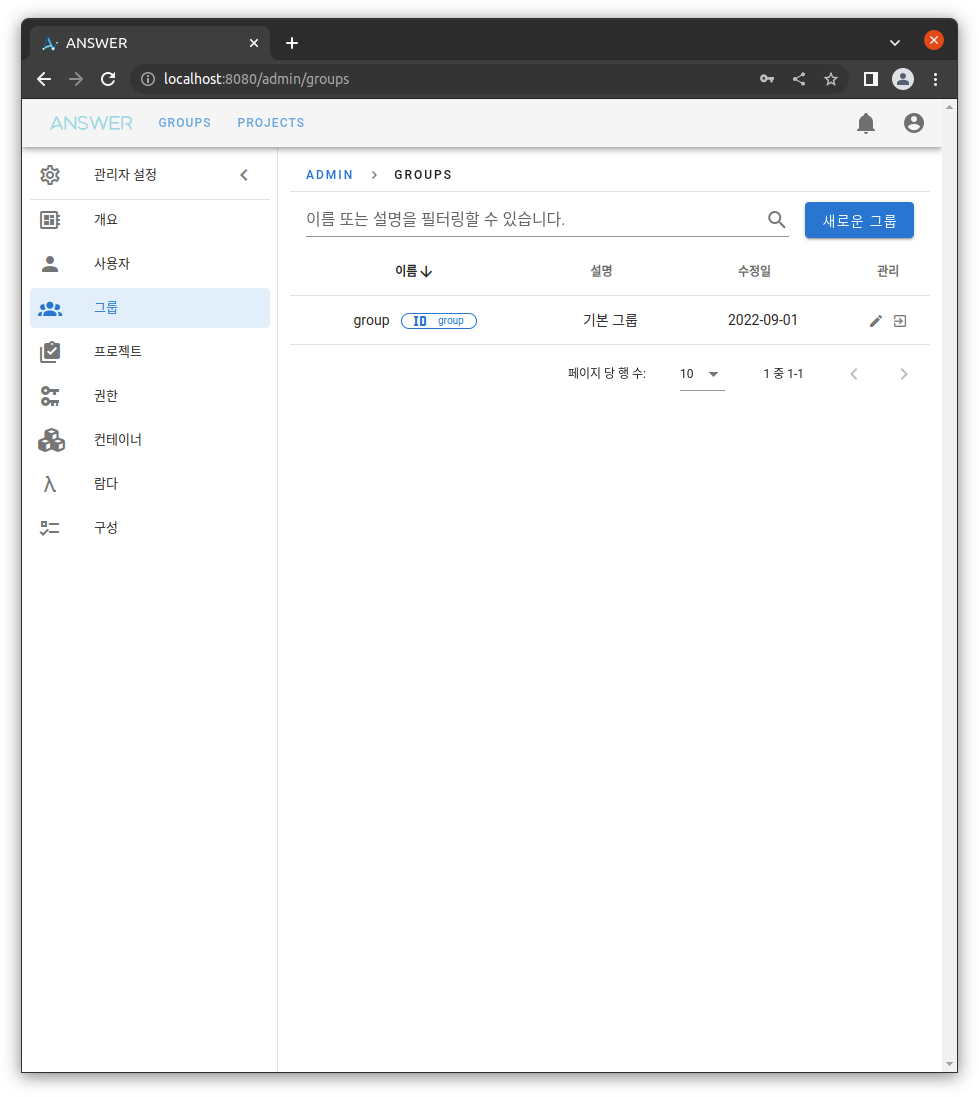 ANSWER
localhost:8080/admin/groups
ANSWER GROUPS PROJECTS
관리자 설정
개요
사용자
그룹
프로젝트
권한
컨테이너
람다
구성
ADMIN GROUPS
이름 또는 설명을 필터링할 수 있습니다.
새로운 그룹
이름 설명 수정일 관리
group ID group 기본 그룹 2022-09-01
페이지 당 행 수: 10 1 중 1-1